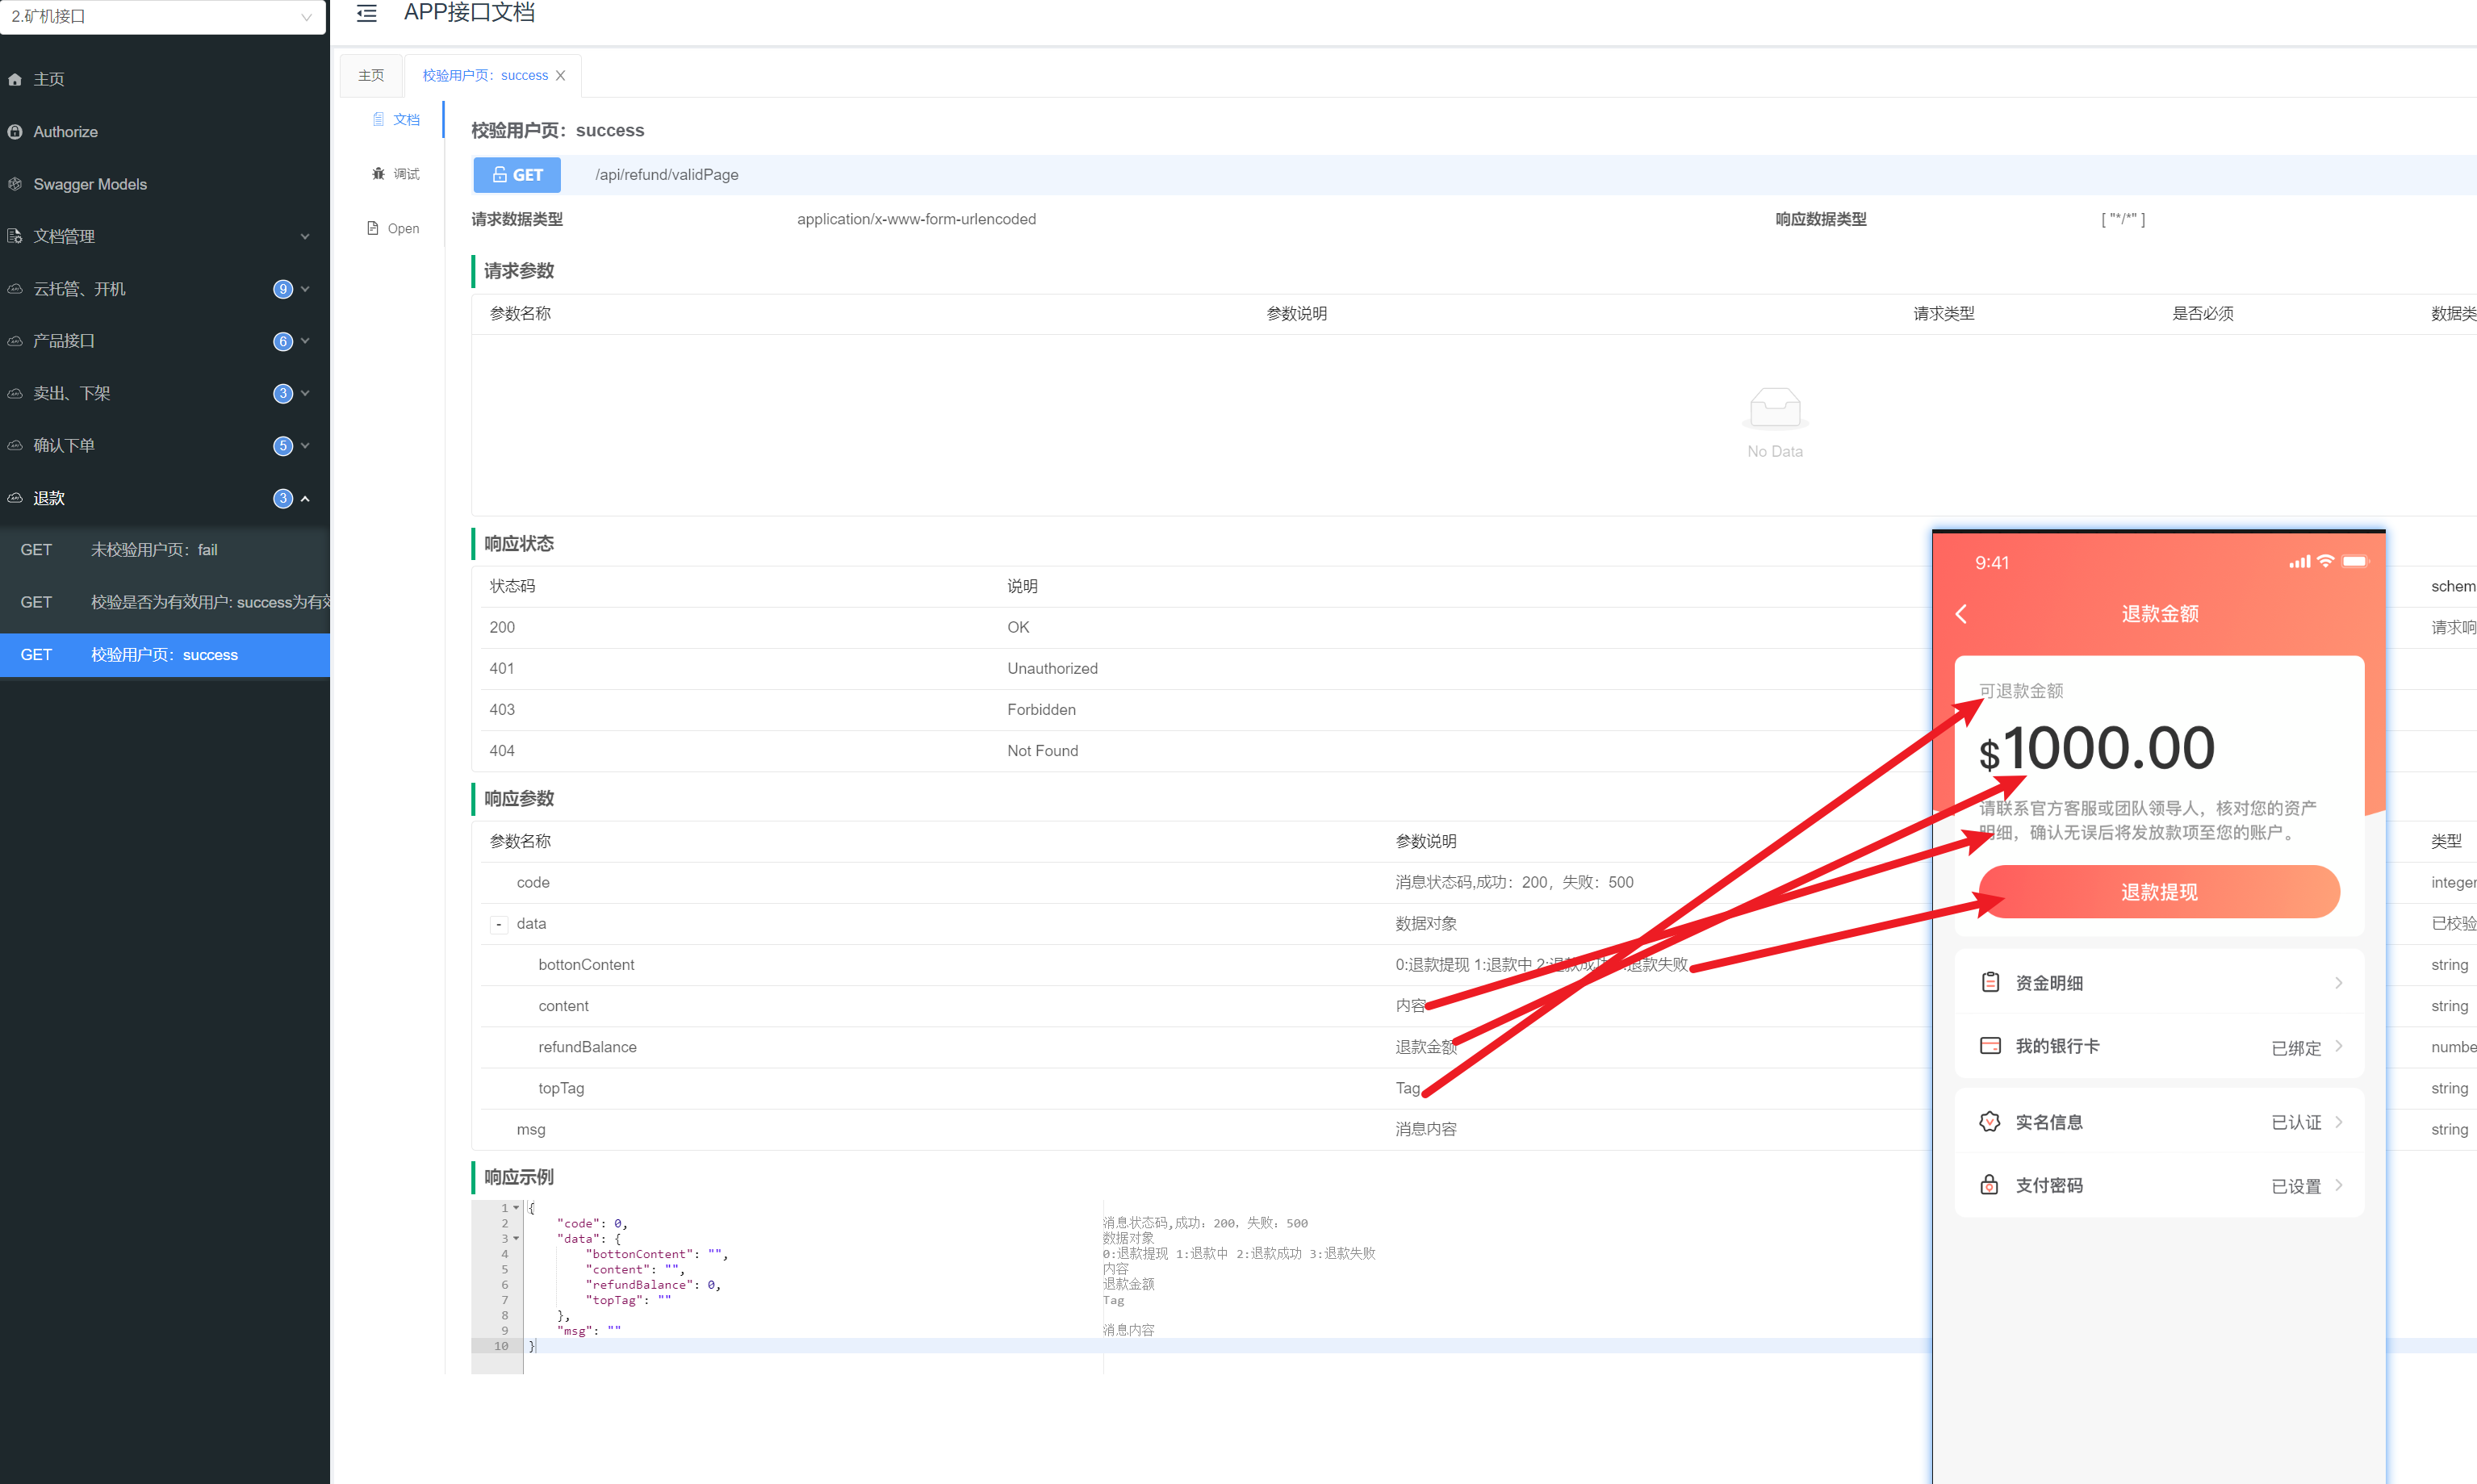 2.矿机接口
APP接口文档
主页
Authorize
Swagger Models
文档管理
云托管、开机 9
产品接口 6
卖出、下架 3
确认下单 5
退款 3
GET 未校验用户页：fail
GET 校验是否为有效用户: success为有效
GET 校验用户页：success
主页 校验用户页：success
文档
调试
Open
校验用户页：success
GET /api/refund/validPage
请求数据类型 application/x-www-form-urlencoded 响应数据类型 [ "*/*" ]
请求参数
参数名称 参数说明 请求类型 是否必须 数据类
No Data
响应状态
状态码 说明 schem
200 OK 请求响
401 Unauthorized
403 Forbidden
404 Not Found
响应参数
参数名称 参数说明 类型
code 消息状态码,成功：200，失败：500 integer
- data 数据对象 已校验
bottonContent 0:退款提现 1:退款中 2:退款成功 退款失败 string
content 内容 string
refundBalance 退款金额 numbe
topTag Tag string
msg 消息内容 string
响应示例
1 {
2 "code": 0, 消息状态码,成功：200，失败：500
3 "data": { 数据对象
4 "bottonContent": "", 0:退款提现 1:退款中 2:退款成功 3:退款失败
5 "content": "", 内容
6 "refundBalance": 0, 退款金额
7 "topTag": "" Tag
8 },
9 "msg": "" 消息内容
10 }
9:41
退款金额
可退款金额
$1000.00
请联系官方客服或团队领导人，核对您的资产
明细，确认无误后将发放款项至您的账户。
退款提现
资金明细
我的银行卡 已绑定
实名信息 已认证
支付密码 已设置